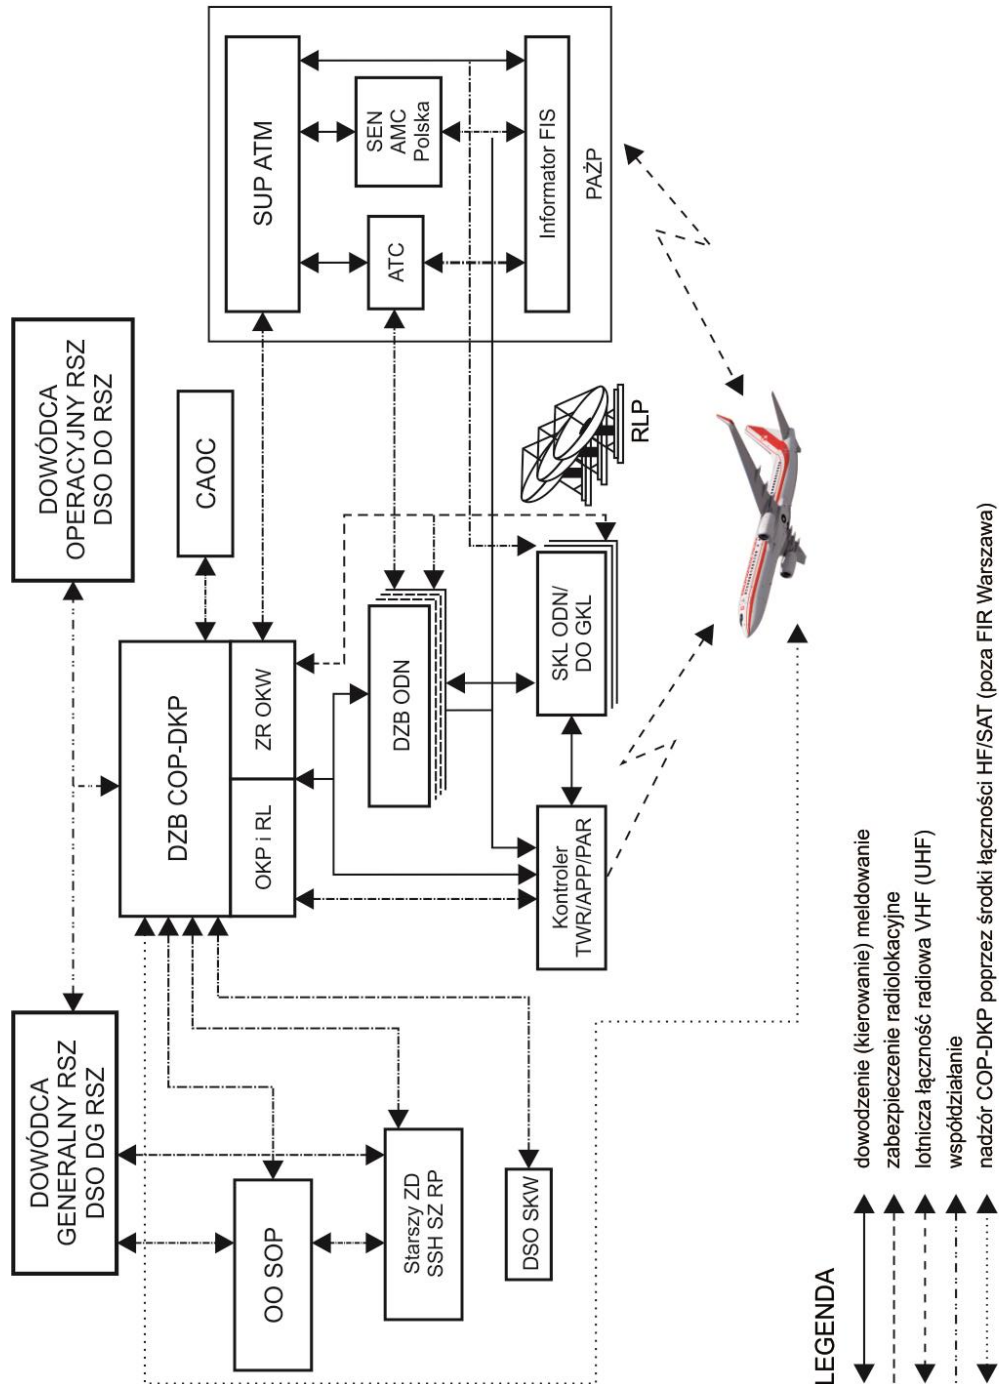 DOWÓDCA
GENERALNY RSZ
DSO DG RSZ
DOWÓDCA
OPERACYJNY RSZ
DSO DO RSZ
OO SOP
Starszy ZD
SSH SZ RP
DSO SKW
DZB COP-DKP
OKP i RL
ZR OKW
CAOC
SUP ATM
SEN
AMC
Polska
ATC
Informator FIS
PAŻP
DZB ODN
SKL ODN/
DO GKL
Kontroler
TWR/APP/PAR
RLP
LEGENDA
dowodzenie (kierowanie) meldowanie
zabezpieczenie radiolokacyjne
lotnicza łączność radiowa VHF (UHF)
współdziałanie
nadzór COP-DKP poprzez środki łączności HF/SAT (poza FIR Warszawa)